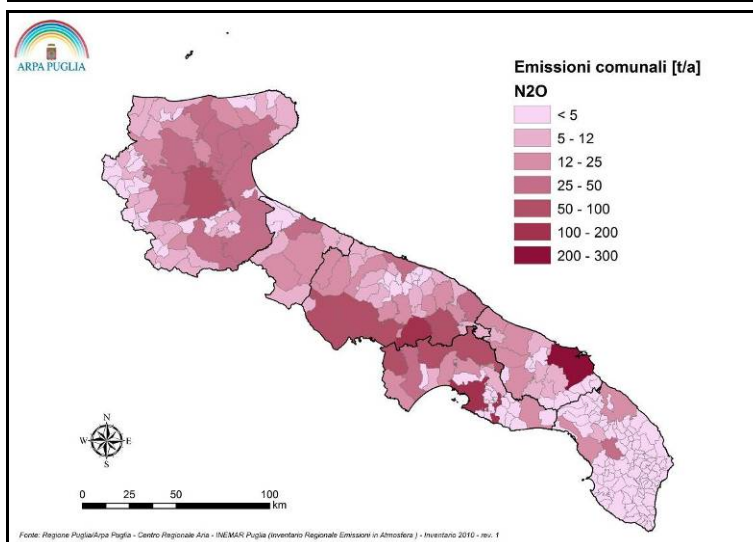 ARPA PUGLIA
Emissioni comunali [t/a]
N2O
< 5
5 - 12
12 - 25
25 - 50
50 - 100
100 - 200
200 - 300
N
W
E
S
0 25 50 100
km
Fonte: Regione Puglia/Arpa Puglia - Centro Regionale Aria - INEMAR Puglia (Inventario Regionale Emissioni in Atmosfera ) - Inventario 2010 - rev. 1